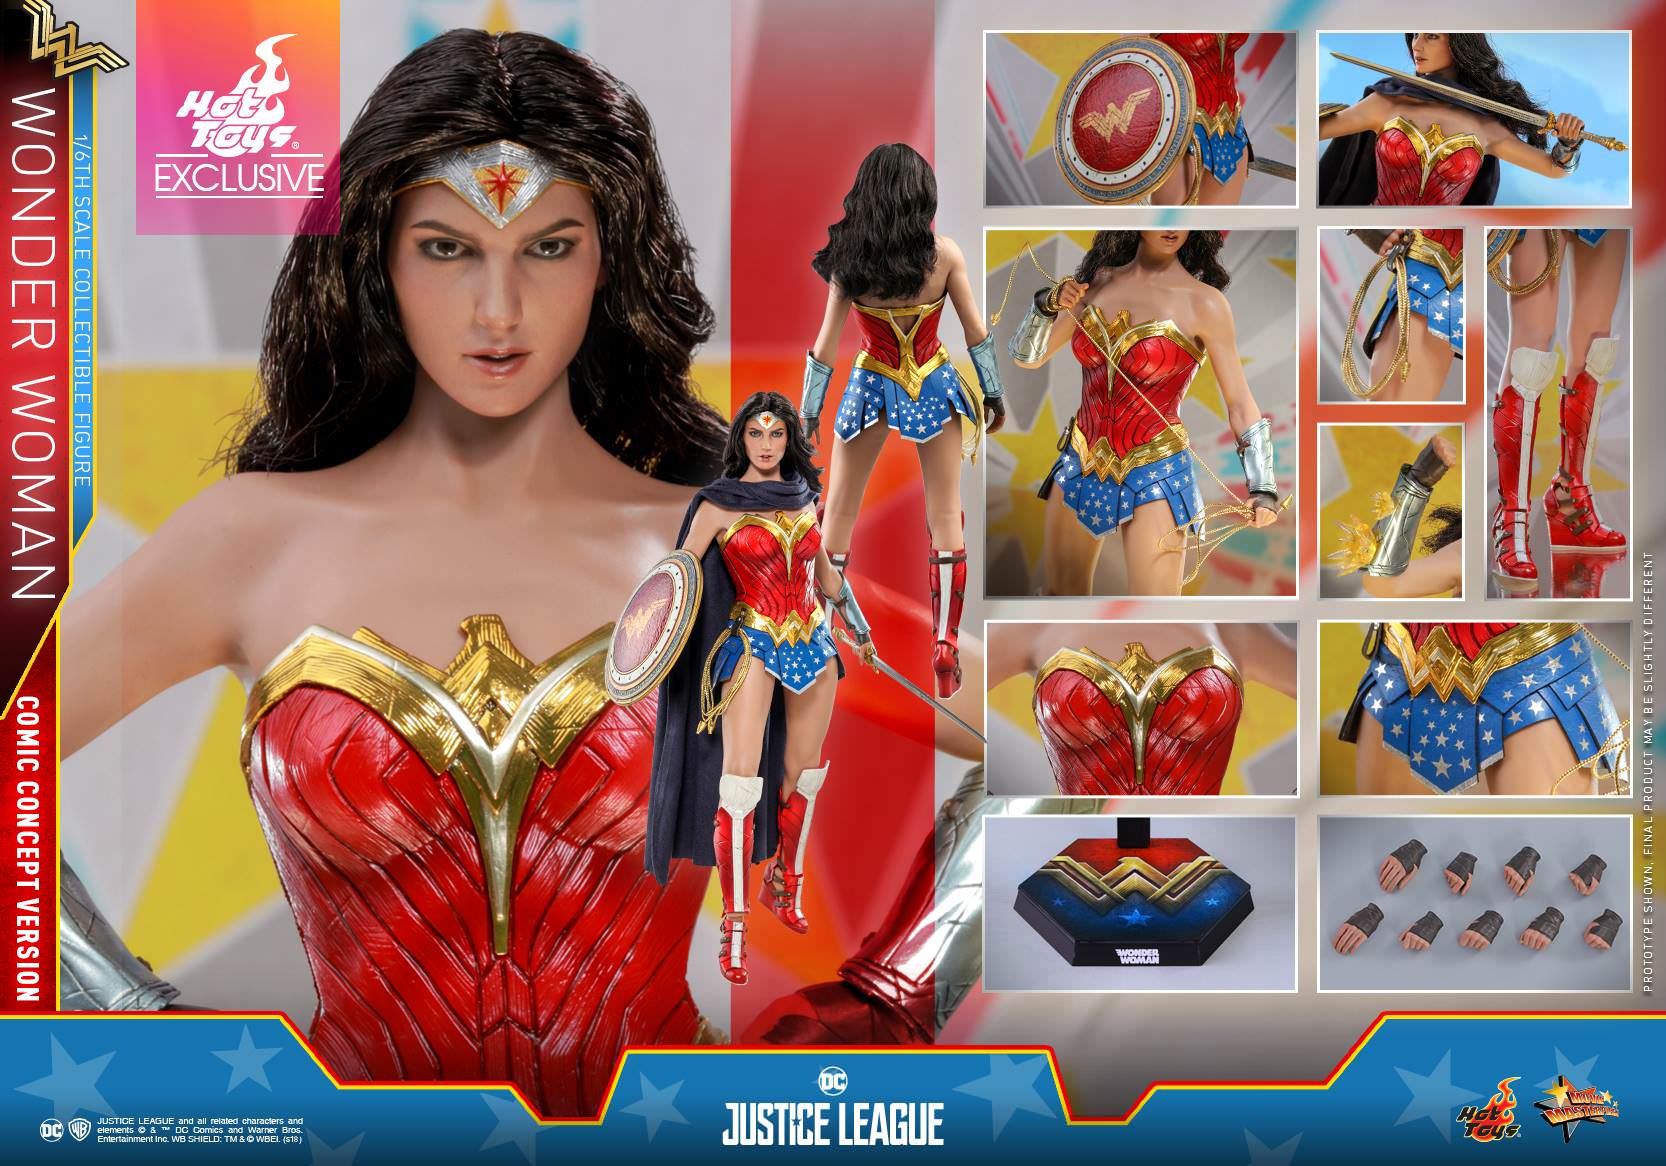 WONDER WOMAN
1/6TH SCALE COLLECTIBLE FIGURE
COMIC CONCEPT VERSION
Hot
Toys®
EXCLUSIVE
WONDER
WOMAN
PROTOTYPE SHOWN, FINAL PRODUCT MAY BE SLIGHTLY DIFFERENT
DC
JUSTICE LEAGUE
DC WB
JUSTICE LEAGUE and all related characters and
elements © & ™ DC Comics and Warner Bros.
Entertainment Inc. WB SHIELD: TM & © WBEI. (s18)
Hot
Toys®
MOVIE
MASTERPIECE